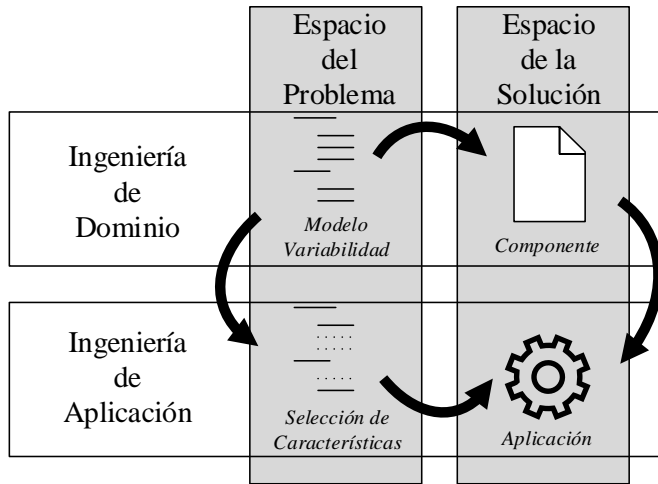 Espacio
del
Problema
Espacio
de la
Solución
Ingeniería
de
Dominio
Modelo
Variabilidad
Componente
Ingeniería
de
Aplicación
Selección de
Características
Aplicación